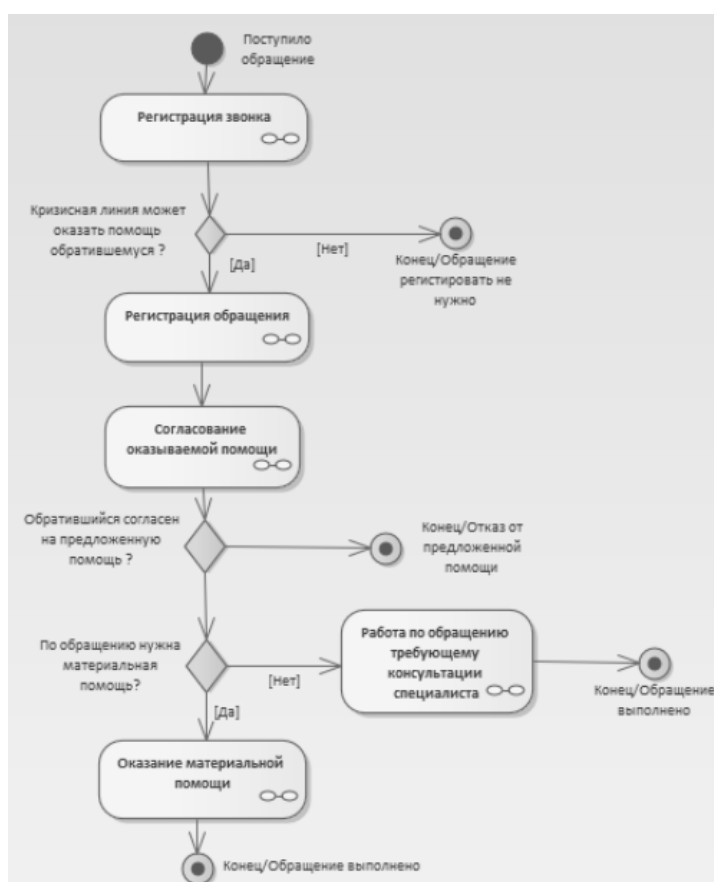 Поступило
обращение
Регистрация звонка
Кризисная линия может
оказать помощь
обратившемуся ?
[Нет]
[Да]
Конец/Обращение
регистировать не
нужно
Регистрация обращения
Согласование
оказываемой помощи
Обратившийся согласен
на предложенную
помощь ?
Конец/Отказ от
предложенной
помощи
По обращению нужна
материальная
помощь?
[Нет]
[Да]
Работа по обращению
требующему
консультации
специалиста
Конец/Обращение
выполнено
Оказание материальной
помощи
Конец/Обращение выполнено